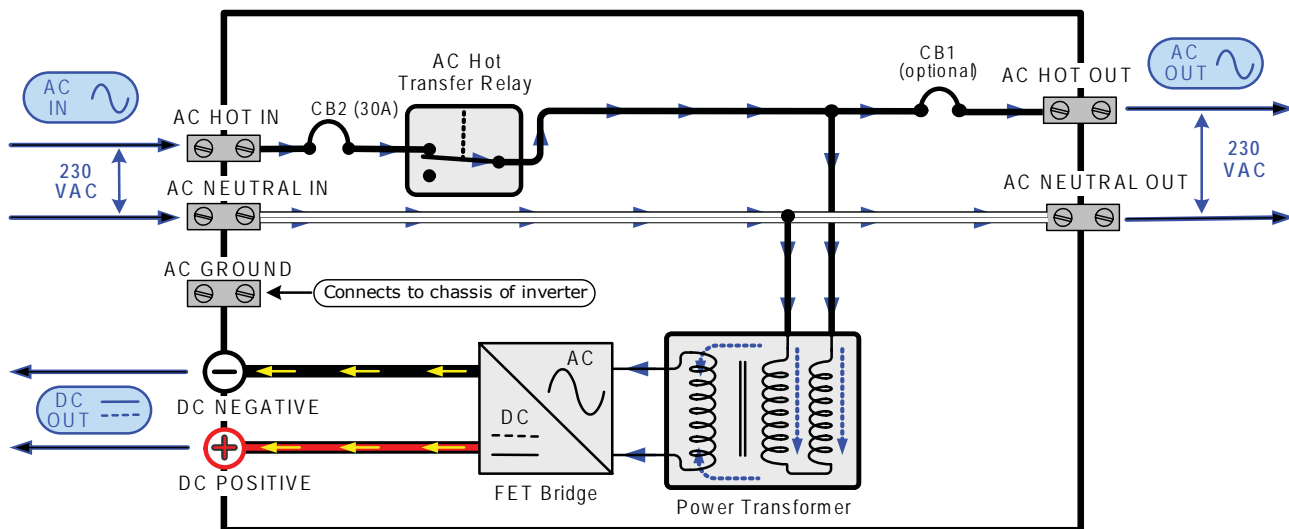 AC
IN
230
VAC
AC HOT IN
CB2 (30A)
AC Hot
Transfer Relay
CB1
(optional)
AC HOT OUT
AC
OUT
230
VAC
AC NEUTRAL IN
AC NEUTRAL OUT
AC GROUND
Connects to chassis of inverter
DC NEGATIVE
DC
OUT
DC POSITIVE
AC
DC
FET Bridge
Power Transformer